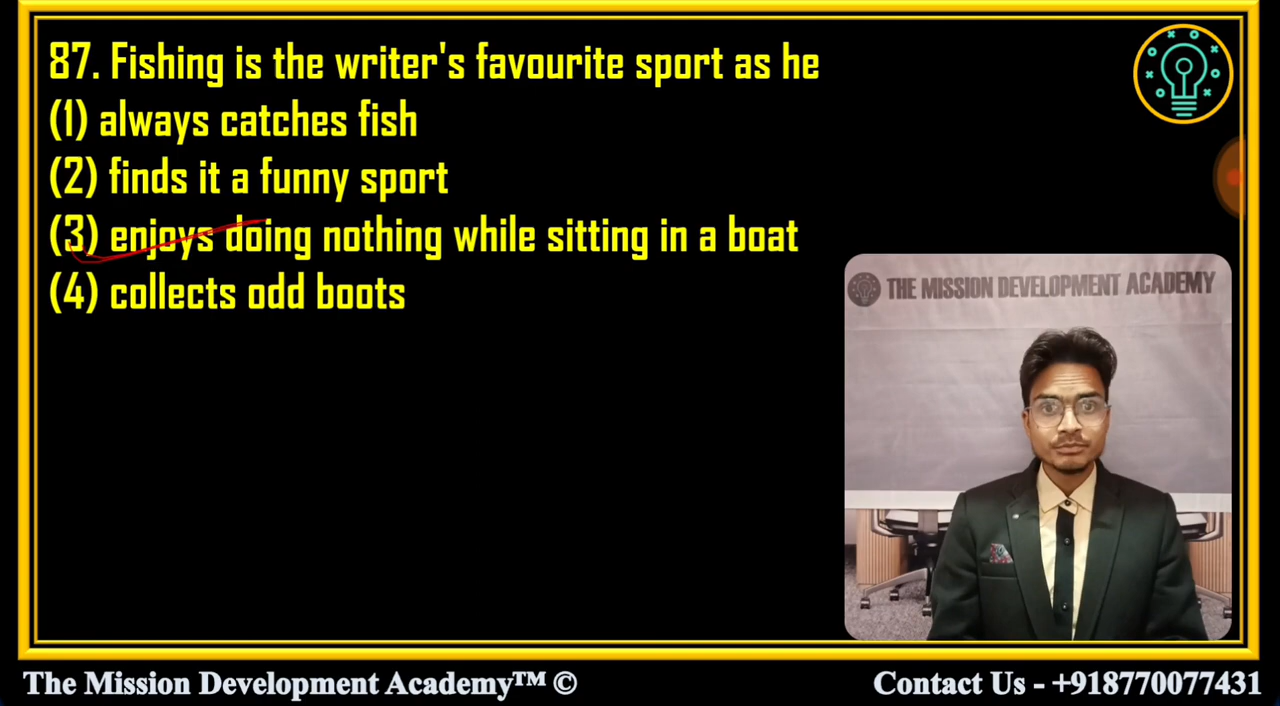 87. Fishing is the writer's favourite sport as he
(1) always catches fish
(2) finds it a funny sport
(3) enjoys doing nothing while sitting in a boat
(4) collects odd boots
THE MISSION DEVELOPMENT ACADEMY
The Mission Development Academy™ ©
Contact Us - +918770077431